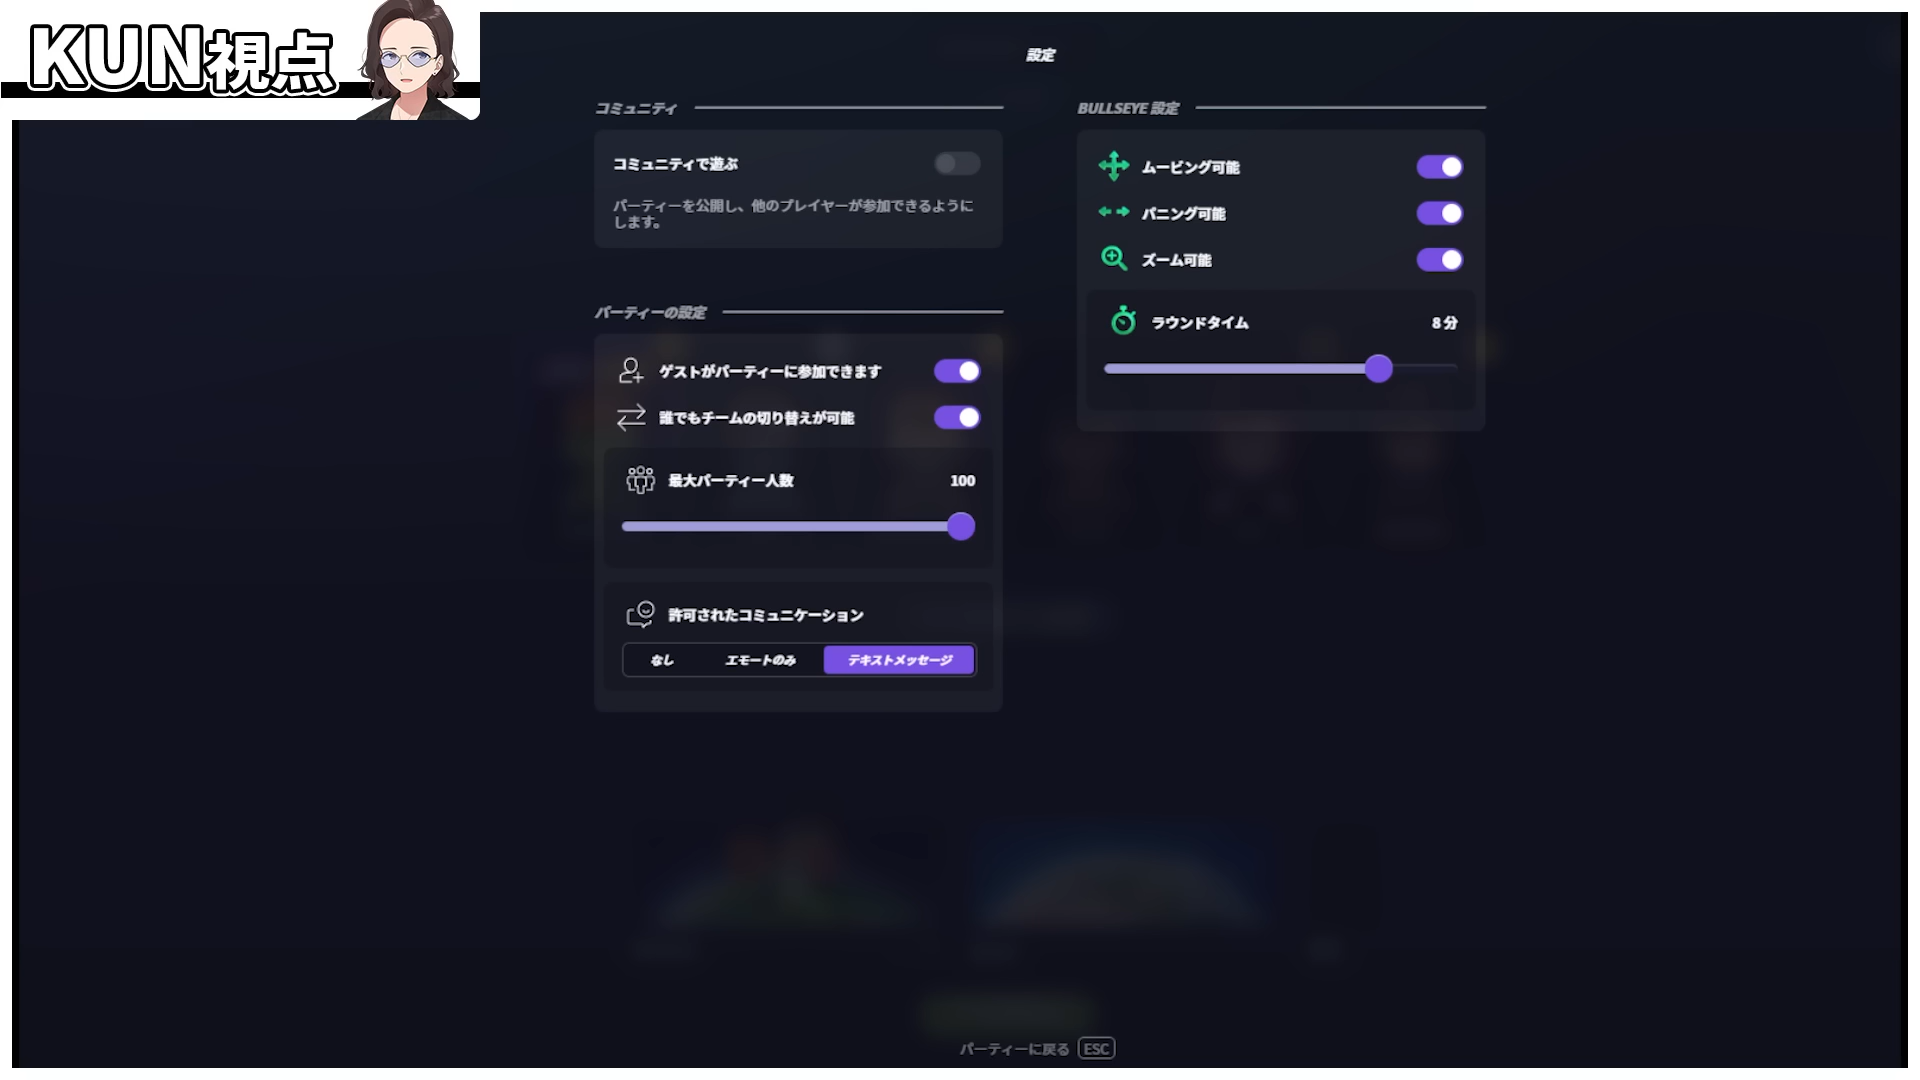 KUN視点
設定
コミュニティ
コミュニティで遊ぶ
パーティーを公開し、他のプレイヤーが参加できるように
します。
パーティーの設定
ゲストがパーティーに参加できます
誰でもチームの切り替えが可能
最大パーティー人数 100
許可されたコミュニケーション
なし エモートのみ テキストメッセージ
BULLSEYE 設定
ムービング可能
パニング可能
ズーム可能
ラウンドタイム 8 分
パーティーに戻る ESC